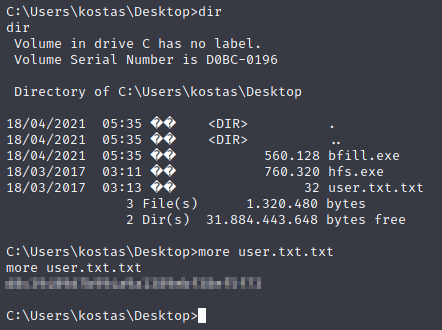 C:\Users\kostas\Desktop>dir
dir
 Volume in drive C has no label.
 Volume Serial Number is D0BC-0196

 Directory of C:\Users\kostas\Desktop

18/04/2021  05:35 ��    <DIR>          .
18/04/2021  05:35 ��    <DIR>          ..
18/04/2021  05:35 ��           560.128 bfill.exe
18/03/2017  03:11 ��           760.320 hfs.exe
18/03/2017  03:13 ��                32 user.txt.txt
               3 File(s)      1.320.480 bytes
               2 Dir(s)  31.884.443.648 bytes free

C:\Users\kostas\Desktop>more user.txt.txt
more user.txt.txt

C:\Users\kostas\Desktop>